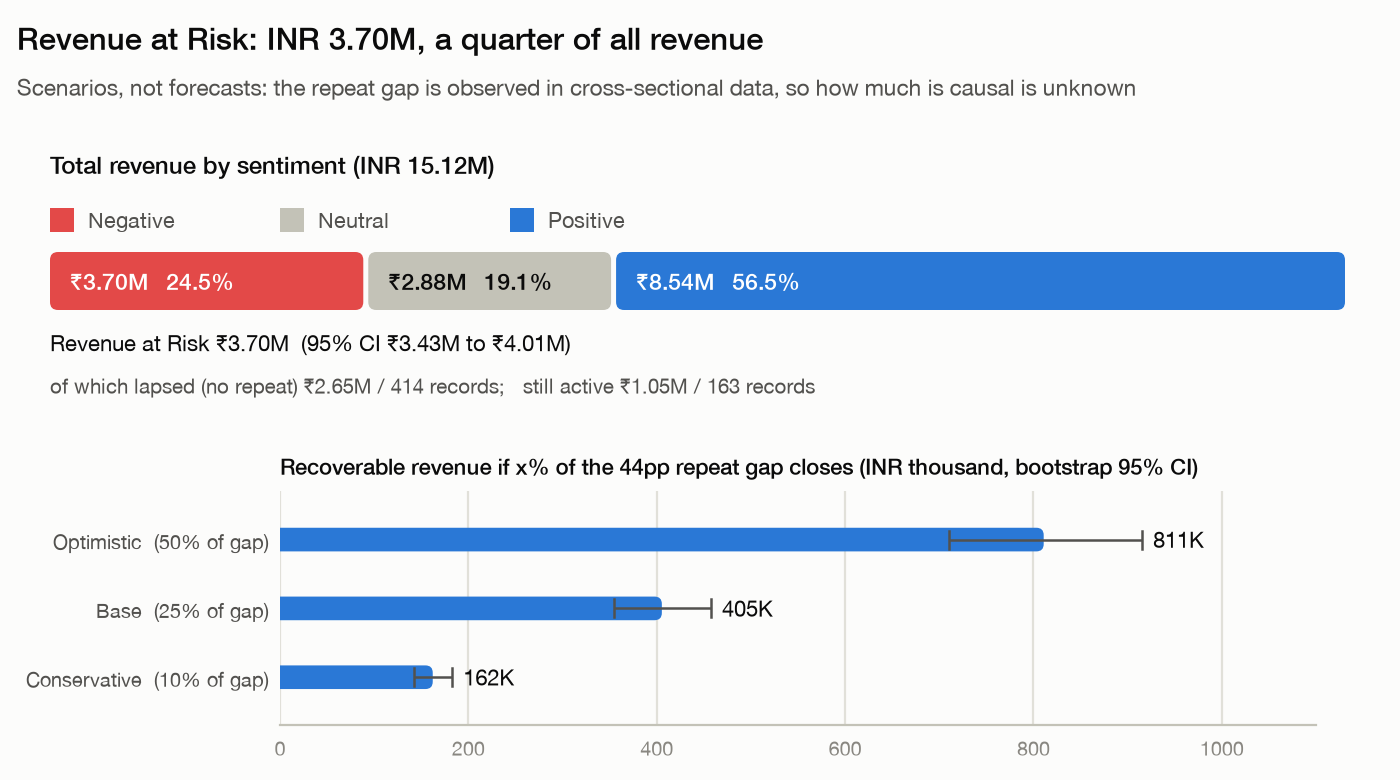 Revenue at Risk: INR 3.70M, a quarter of all revenue
Scenarios, not forecasts: the repeat gap is observed in cross-sectional data, so how much is causal is unknown
Total revenue by sentiment (INR 15.12M)
Negative Neutral Positive
₹3.70M 24.5% ₹2.88M 19.1% ₹8.54M 56.5%
Revenue at Risk ₹3.70M (95% CI ₹3.43M to ₹4.01M)
of which lapsed (no repeat) ₹2.65M / 414 records; still active ₹1.05M / 163 records
Recoverable revenue if x% of the 44pp repeat gap closes (INR thousand, bootstrap 95% CI)
Optimistic (50% of gap) 811K
Base (25% of gap) 405K
Conservative (10% of gap) 162K
0 200 400 600 800 1000